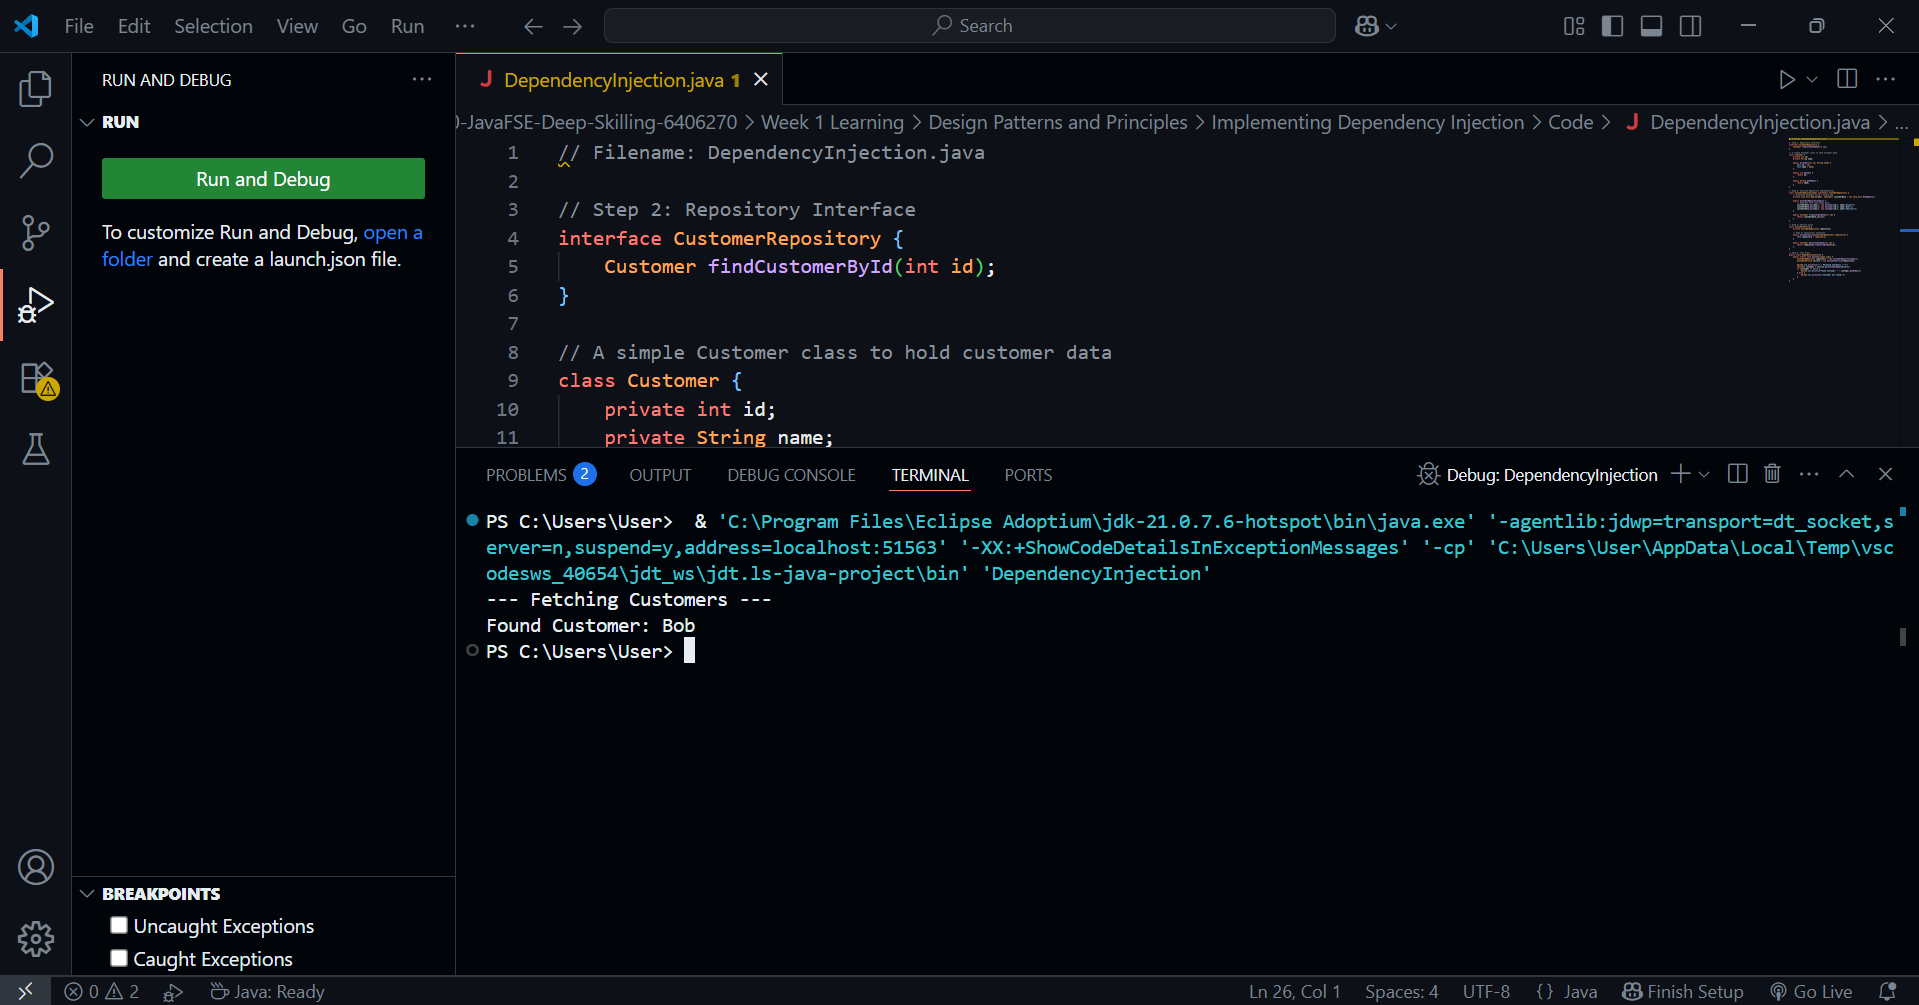 File Edit Selection View Go Run ··· Search
RUN AND DEBUG ···
RUN
Run and Debug
To customize Run and Debug, open a
folder and create a launch.json file.
BREAKPOINTS
Uncaught Exceptions
Caught Exceptions
J DependencyInjection.java 1
-JavaFSE-Deep-Skilling-6406270 > Week 1 Learning > Design Patterns and Principles > Implementing Dependency Injection > Code > J DependencyInjection.java > ...
1 // Filename: DependencyInjection.java
2
3 // Step 2: Repository Interface
4 interface CustomerRepository {
5 Customer findCustomerById(int id);
6 }
7
8 // A simple Customer class to hold customer data
9 class Customer {
10 private int id;
11 private String name;
PROBLEMS 2 OUTPUT DEBUG CONSOLE TERMINAL PORTS Debug: DependencyInjection
PS C:\Users\User>  & 'C:\Program Files\Eclipse Adoptium\jdk-21.0.7.6-hotspot\bin\java.exe' '-agentlib:jdwp=transport=dt_socket,s
erver=n,suspend=y,address=localhost:51563' '-XX:+ShowCodeDetailsInExceptionMessages' '-cp' 'C:\Users\User\AppData\Local\Temp\vsc
odesws_40654\jdt_ws\jdt.ls-java-project\bin' 'DependencyInjection'
--- Fetching Customers ---
Found Customer: Bob
PS C:\Users\User>
0 2 Java: Ready Ln 26, Col 1 Spaces: 4 UTF-8 {} Java Finish Setup Go Live